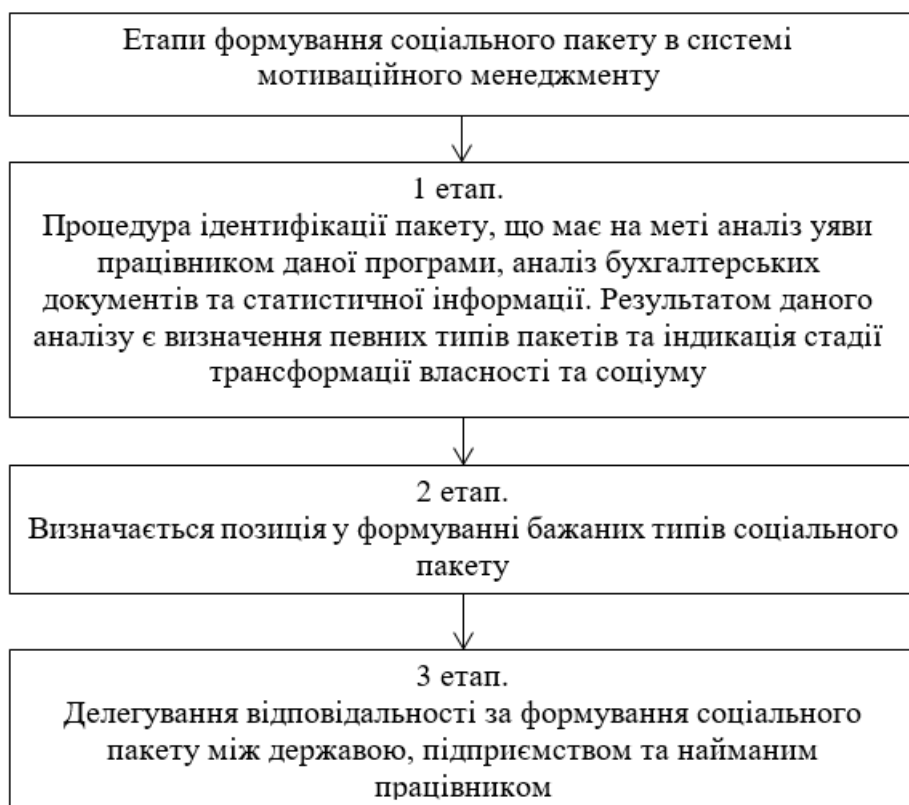 Етапи формування соціального пакету в системі
мотиваційного менеджменту
1 етап.
Процедура ідентифікації пакету, що має на меті аналіз уяви
працівником даної програми, аналіз бухгалтерських
документів та статистичної інформації. Результатом даного
аналізу є визначення певних типів пакетів та індикація стадії
трансформації власності та соціуму
2 етап.
Визначається позиція у формуванні бажаних типів соціального
пакету
3 етап.
Делегування відповідальності за формування соціального
пакету між державою, підприємством та найманим
працівником